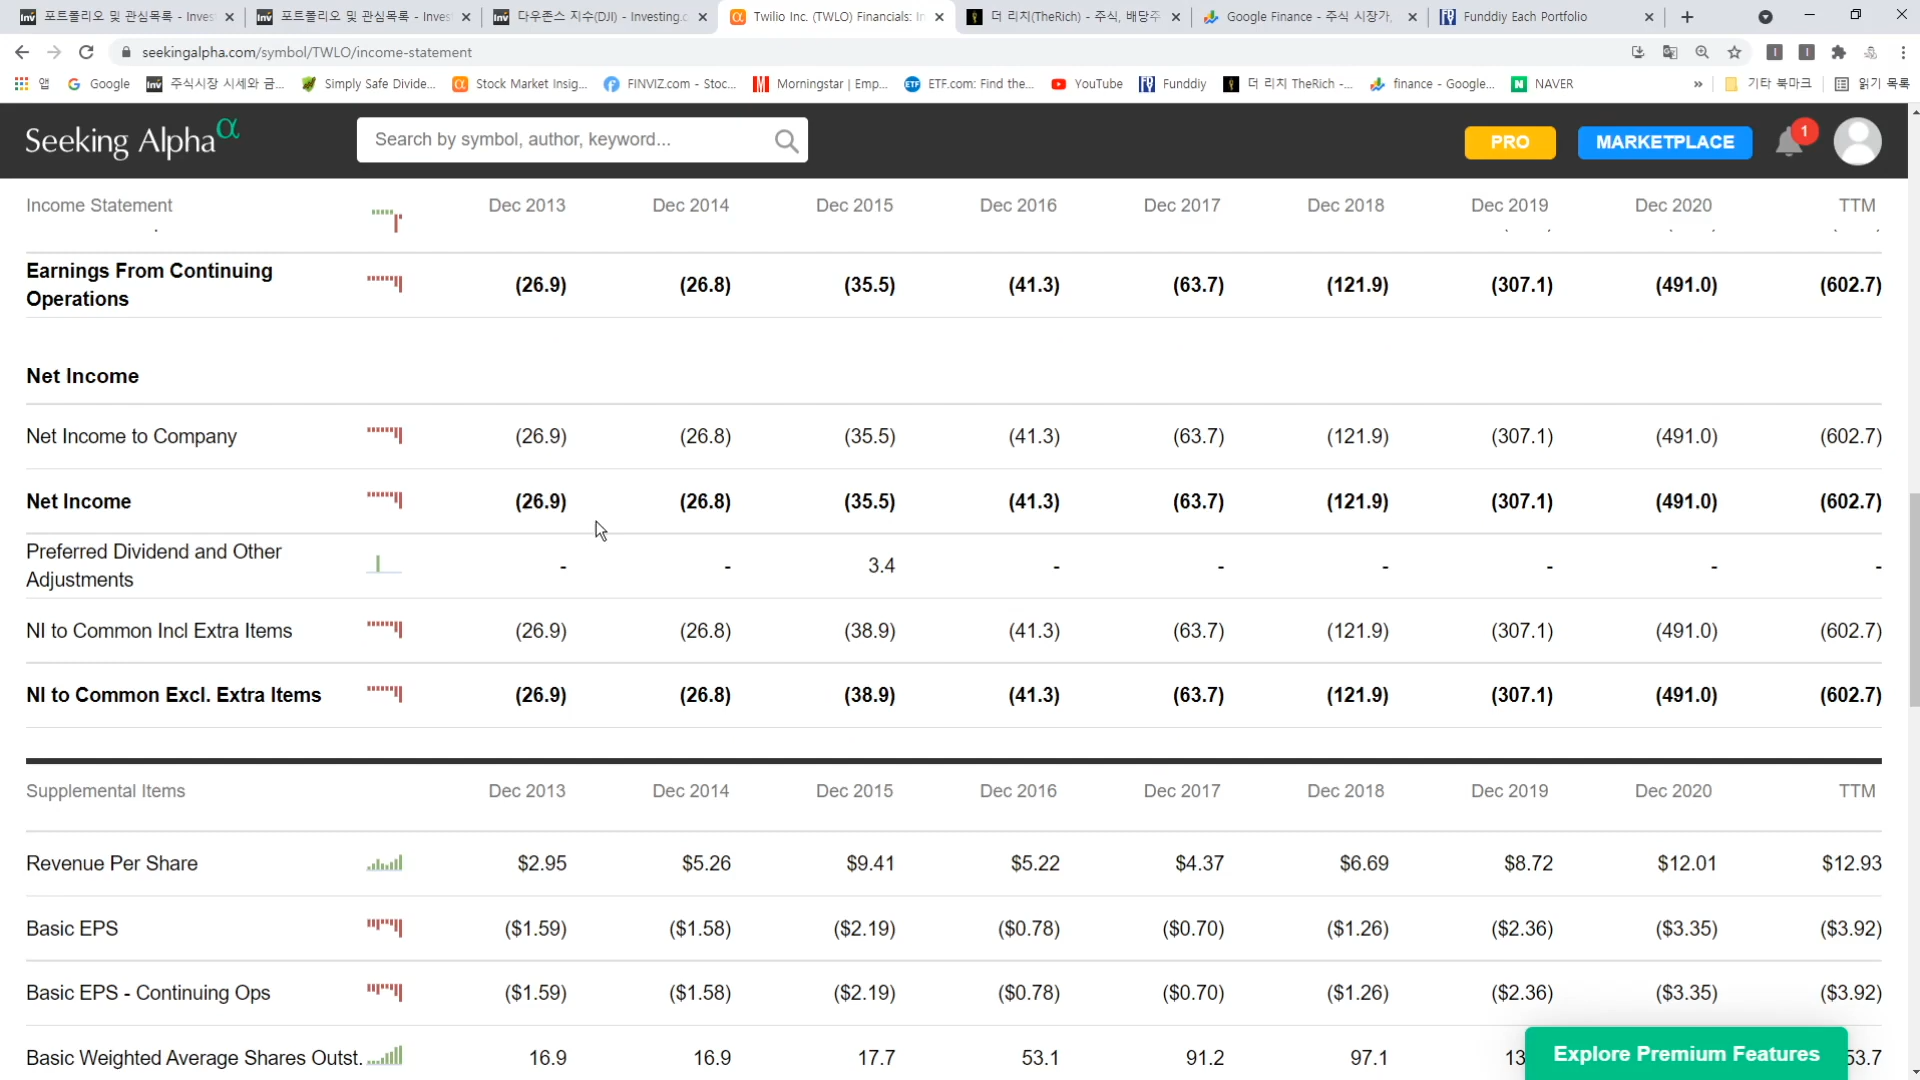 포트폴리오 및 관심목록 - Invest
포트폴리오 및 관심목록 - Invest
다우존스 지수(DJI) - Investing.c
Twilio Inc. (TWLO) Financials: In
더 리치(TheRich) - 주식, 배당주
Google Finance - 주식 시장가,
Funddiy Each Portfolio
seekingalpha.com/symbol/TWLO/income-statement
앱 Google 주식시장 시세와 금... Simply Safe Divide... Stock Market Insig... FINVIZ.com - Stoc... Morningstar | Emp... ETF.com: Find the... YouTube Funddiy 더 리치 TheRich -... finance - Google... NAVER » 기타 북마크 읽기 목록
Seeking Alpha α Search by symbol, author, keyword... PRO MARKETPLACE 1
Income Statement Dec 2013 Dec 2014 Dec 2015 Dec 2016 Dec 2017 Dec 2018 Dec 2019 Dec 2020 TTM
Earnings From Continuing
Operations (26.9) (26.8) (35.5) (41.3) (63.7) (121.9) (307.1) (491.0) (602.7)
Net Income
Net Income to Company (26.9) (26.8) (35.5) (41.3) (63.7) (121.9) (307.1) (491.0) (602.7)
Net Income (26.9) (26.8) (35.5) (41.3) (63.7) (121.9) (307.1) (491.0) (602.7)
Preferred Dividend and Other
Adjustments - - 3.4 - - - - - -
NI to Common Incl Extra Items (26.9) (26.8) (38.9) (41.3) (63.7) (121.9) (307.1) (491.0) (602.7)
NI to Common Excl. Extra Items (26.9) (26.8) (38.9) (41.3) (63.7) (121.9) (307.1) (491.0) (602.7)
Supplemental Items Dec 2013 Dec 2014 Dec 2015 Dec 2016 Dec 2017 Dec 2018 Dec 2019 Dec 2020 TTM
Revenue Per Share $2.95 $5.26 $9.41 $5.22 $4.37 $6.69 $8.72 $12.01 $12.93
Basic EPS ($1.59) ($1.58) ($2.19) ($0.78) ($0.70) ($1.26) ($2.36) ($3.35) ($3.92)
Basic EPS - Continuing Ops ($1.59) ($1.58) ($2.19) ($0.78) ($0.70) ($1.26) ($2.36) ($3.35) ($3.92)
Basic Weighted Average Shares Outst. 16.9 16.9 17.7 53.1 91.2 97.1 13 53.7
Explore Premium Features